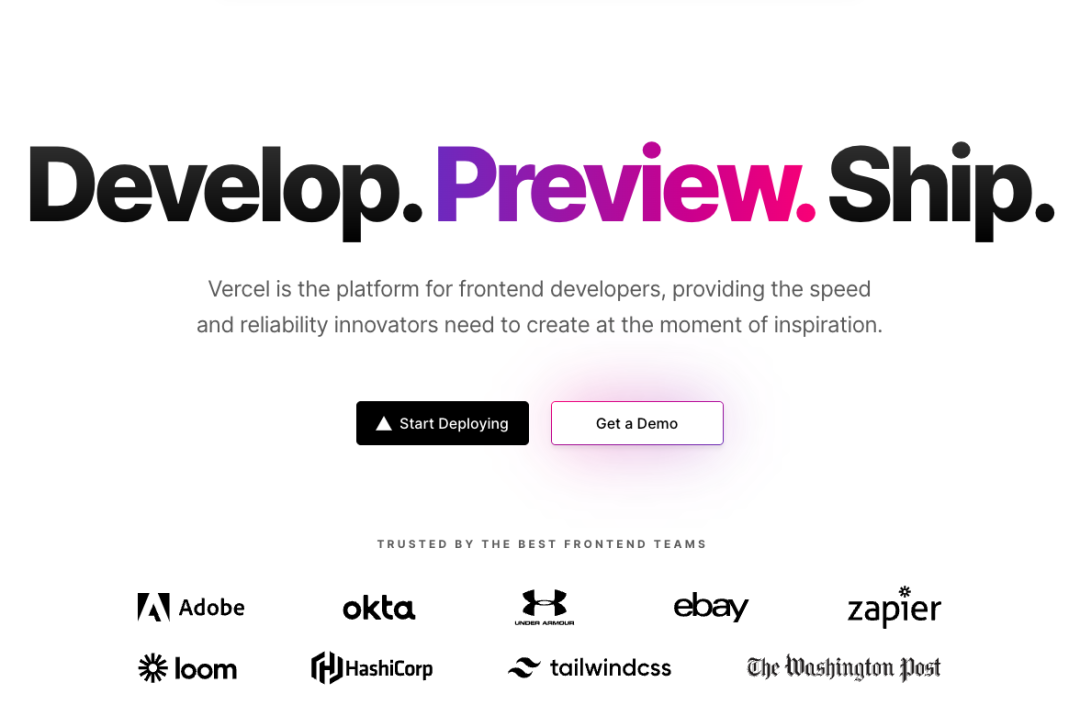 Develop. Preview. Ship.
Vercel is the platform for frontend developers, providing the speed
and reliability innovators need to create at the moment of inspiration.
Start Deploying
Get a Demo
TRUSTED BY THE BEST FRONTEND TEAMS
Adobe
okta
UNDER ARMOUR
ebay
zapier
loom
HashiCorp
tailwindcss
The Washington Post